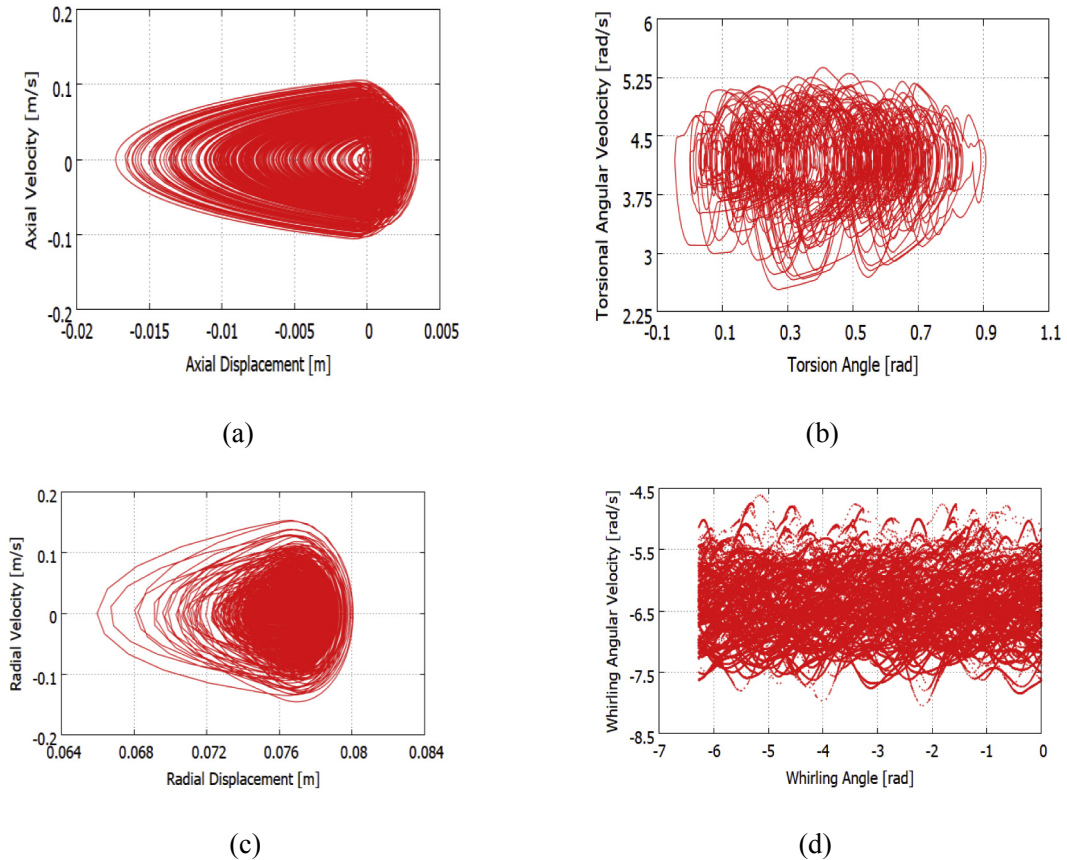 0.2
0.1
0
-0.1
-0.2
Axial Velocity [m/s]
-0.02 -0.015 -0.01 -0.005 0 0.005
Axial Displacement [m]
(a)
6
5.25
4.5
3.75
3
2.25
Torsional Angular Veolocity [rad/s]
-0.1 0.1 0.3 0.5 0.7 0.9 1.1
Torsion Angle [rad]
(b)
0.2
0.1
0
-0.1
-0.2
Radial Velocity [m/s]
0.064 0.068 0.072 0.076 0.08 0.084
Radial Displacement [m]
(c)
-4.5
-5.5
-6.5
-7.5
-8.5
Whirling Angular Velocity [rad/s]
-7 -6 -5 -4 -3 -2 -1 0
Whirling Angle [rad]
(d)